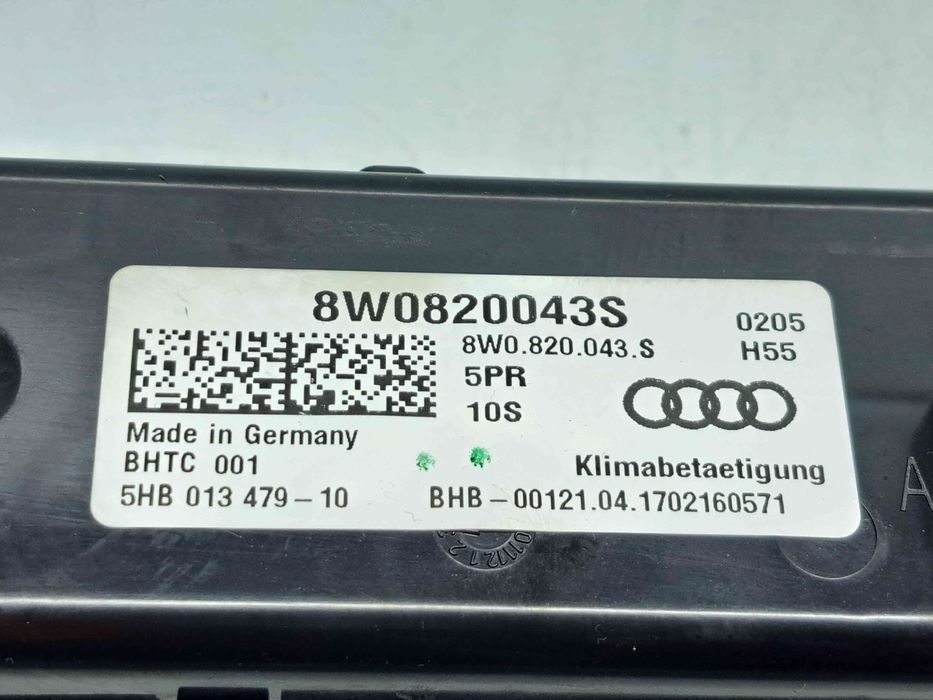 8W0820043S
0205
8W0.820.043.S
H55
5PR
10S
Made in Germany
BHTC 001
Klimabetaetigung
5HB 013 479-10
BHB-00121.04.1702160571
A